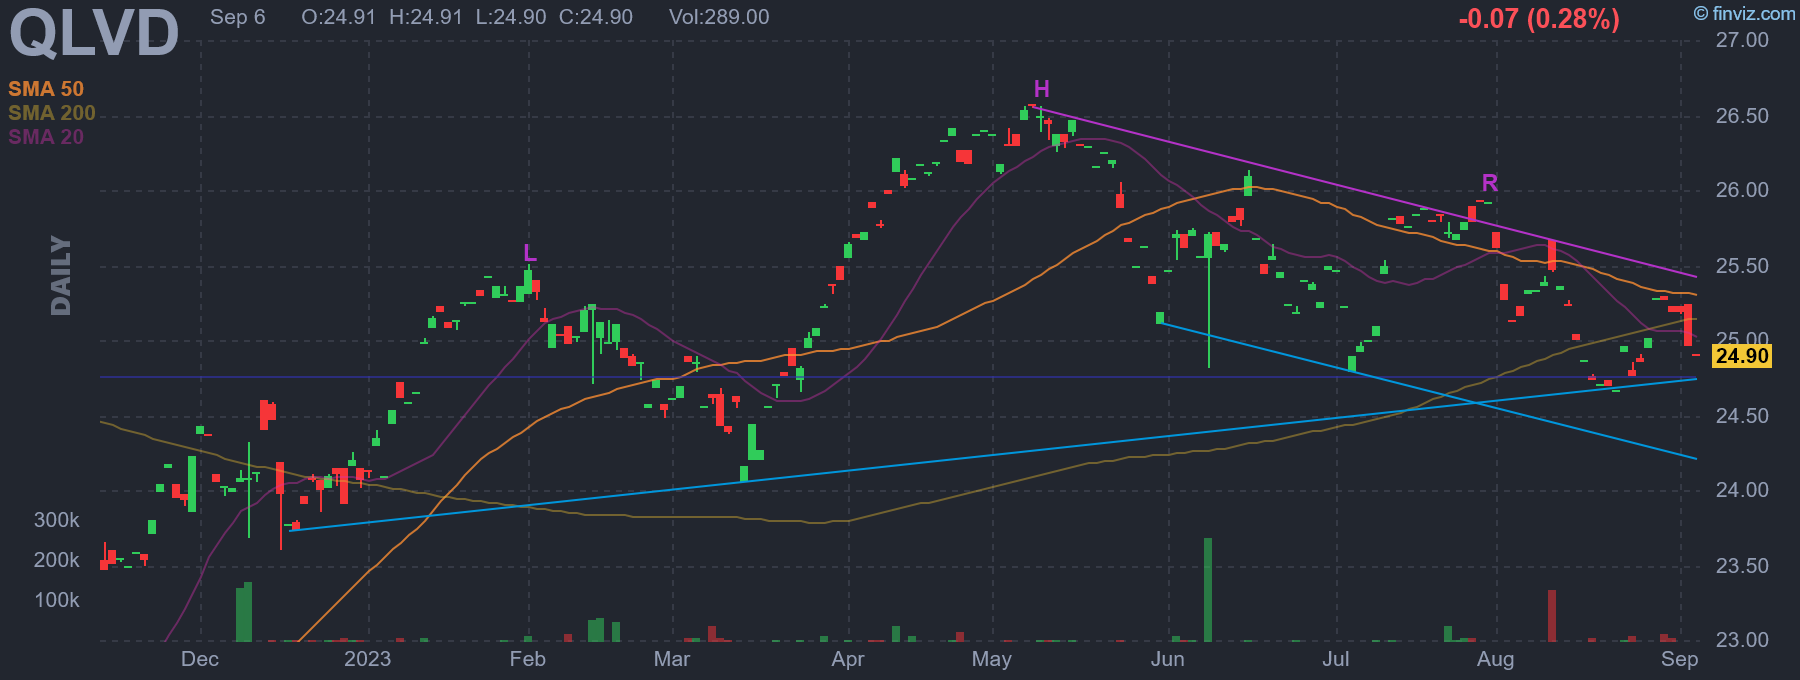 QLVD
Sep 6 O:24.91 H:24.91 L:24.90 C:24.90 Vol:289.00
-0.07 (0.28%)
© finviz.com
SMA 50
SMA 200
SMA 20
DAILY
H
R
L
27.00
26.50
26.00
25.50
25.00
24.90
24.50
24.00
23.50
23.00
300k
200k
100k
Dec 2023 Feb Mar Apr May Jun Jul Aug Sep